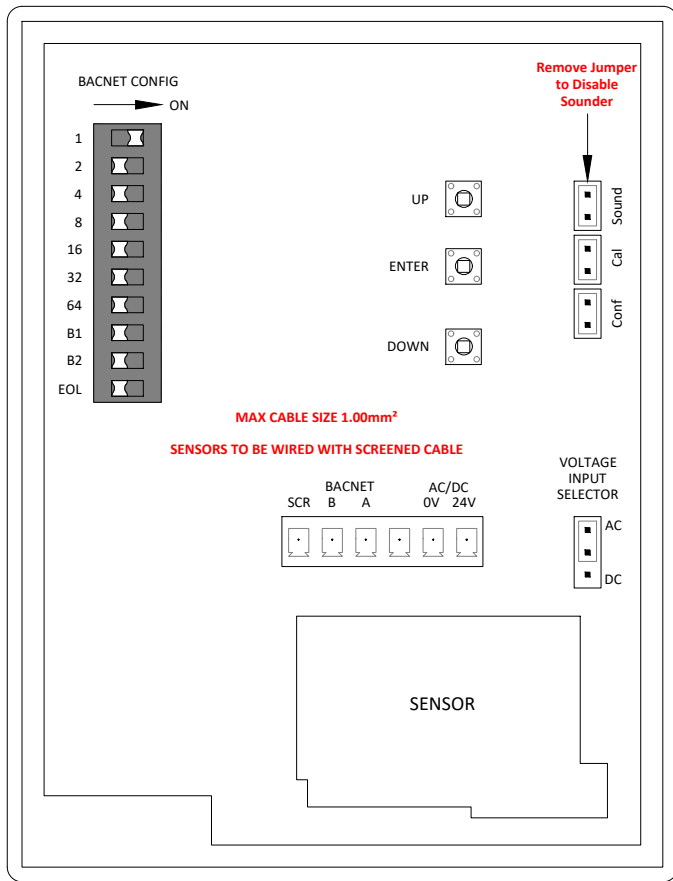 BACNET CONFIG
ON
1
2
4
8
16
32
64
B1
B2
EOL
Remove Jumper
to Disable
Sounder
UP
ENTER
DOWN
Sound
Cal
Conf
MAX CABLE SIZE 1.00mm²
SENSORS TO BE WIRED WITH SCREENED CABLE
BACNET AC/DC
SCR B A 0V 24V
VOLTAGE
INPUT
SELECTOR
AC
DC
SENSOR